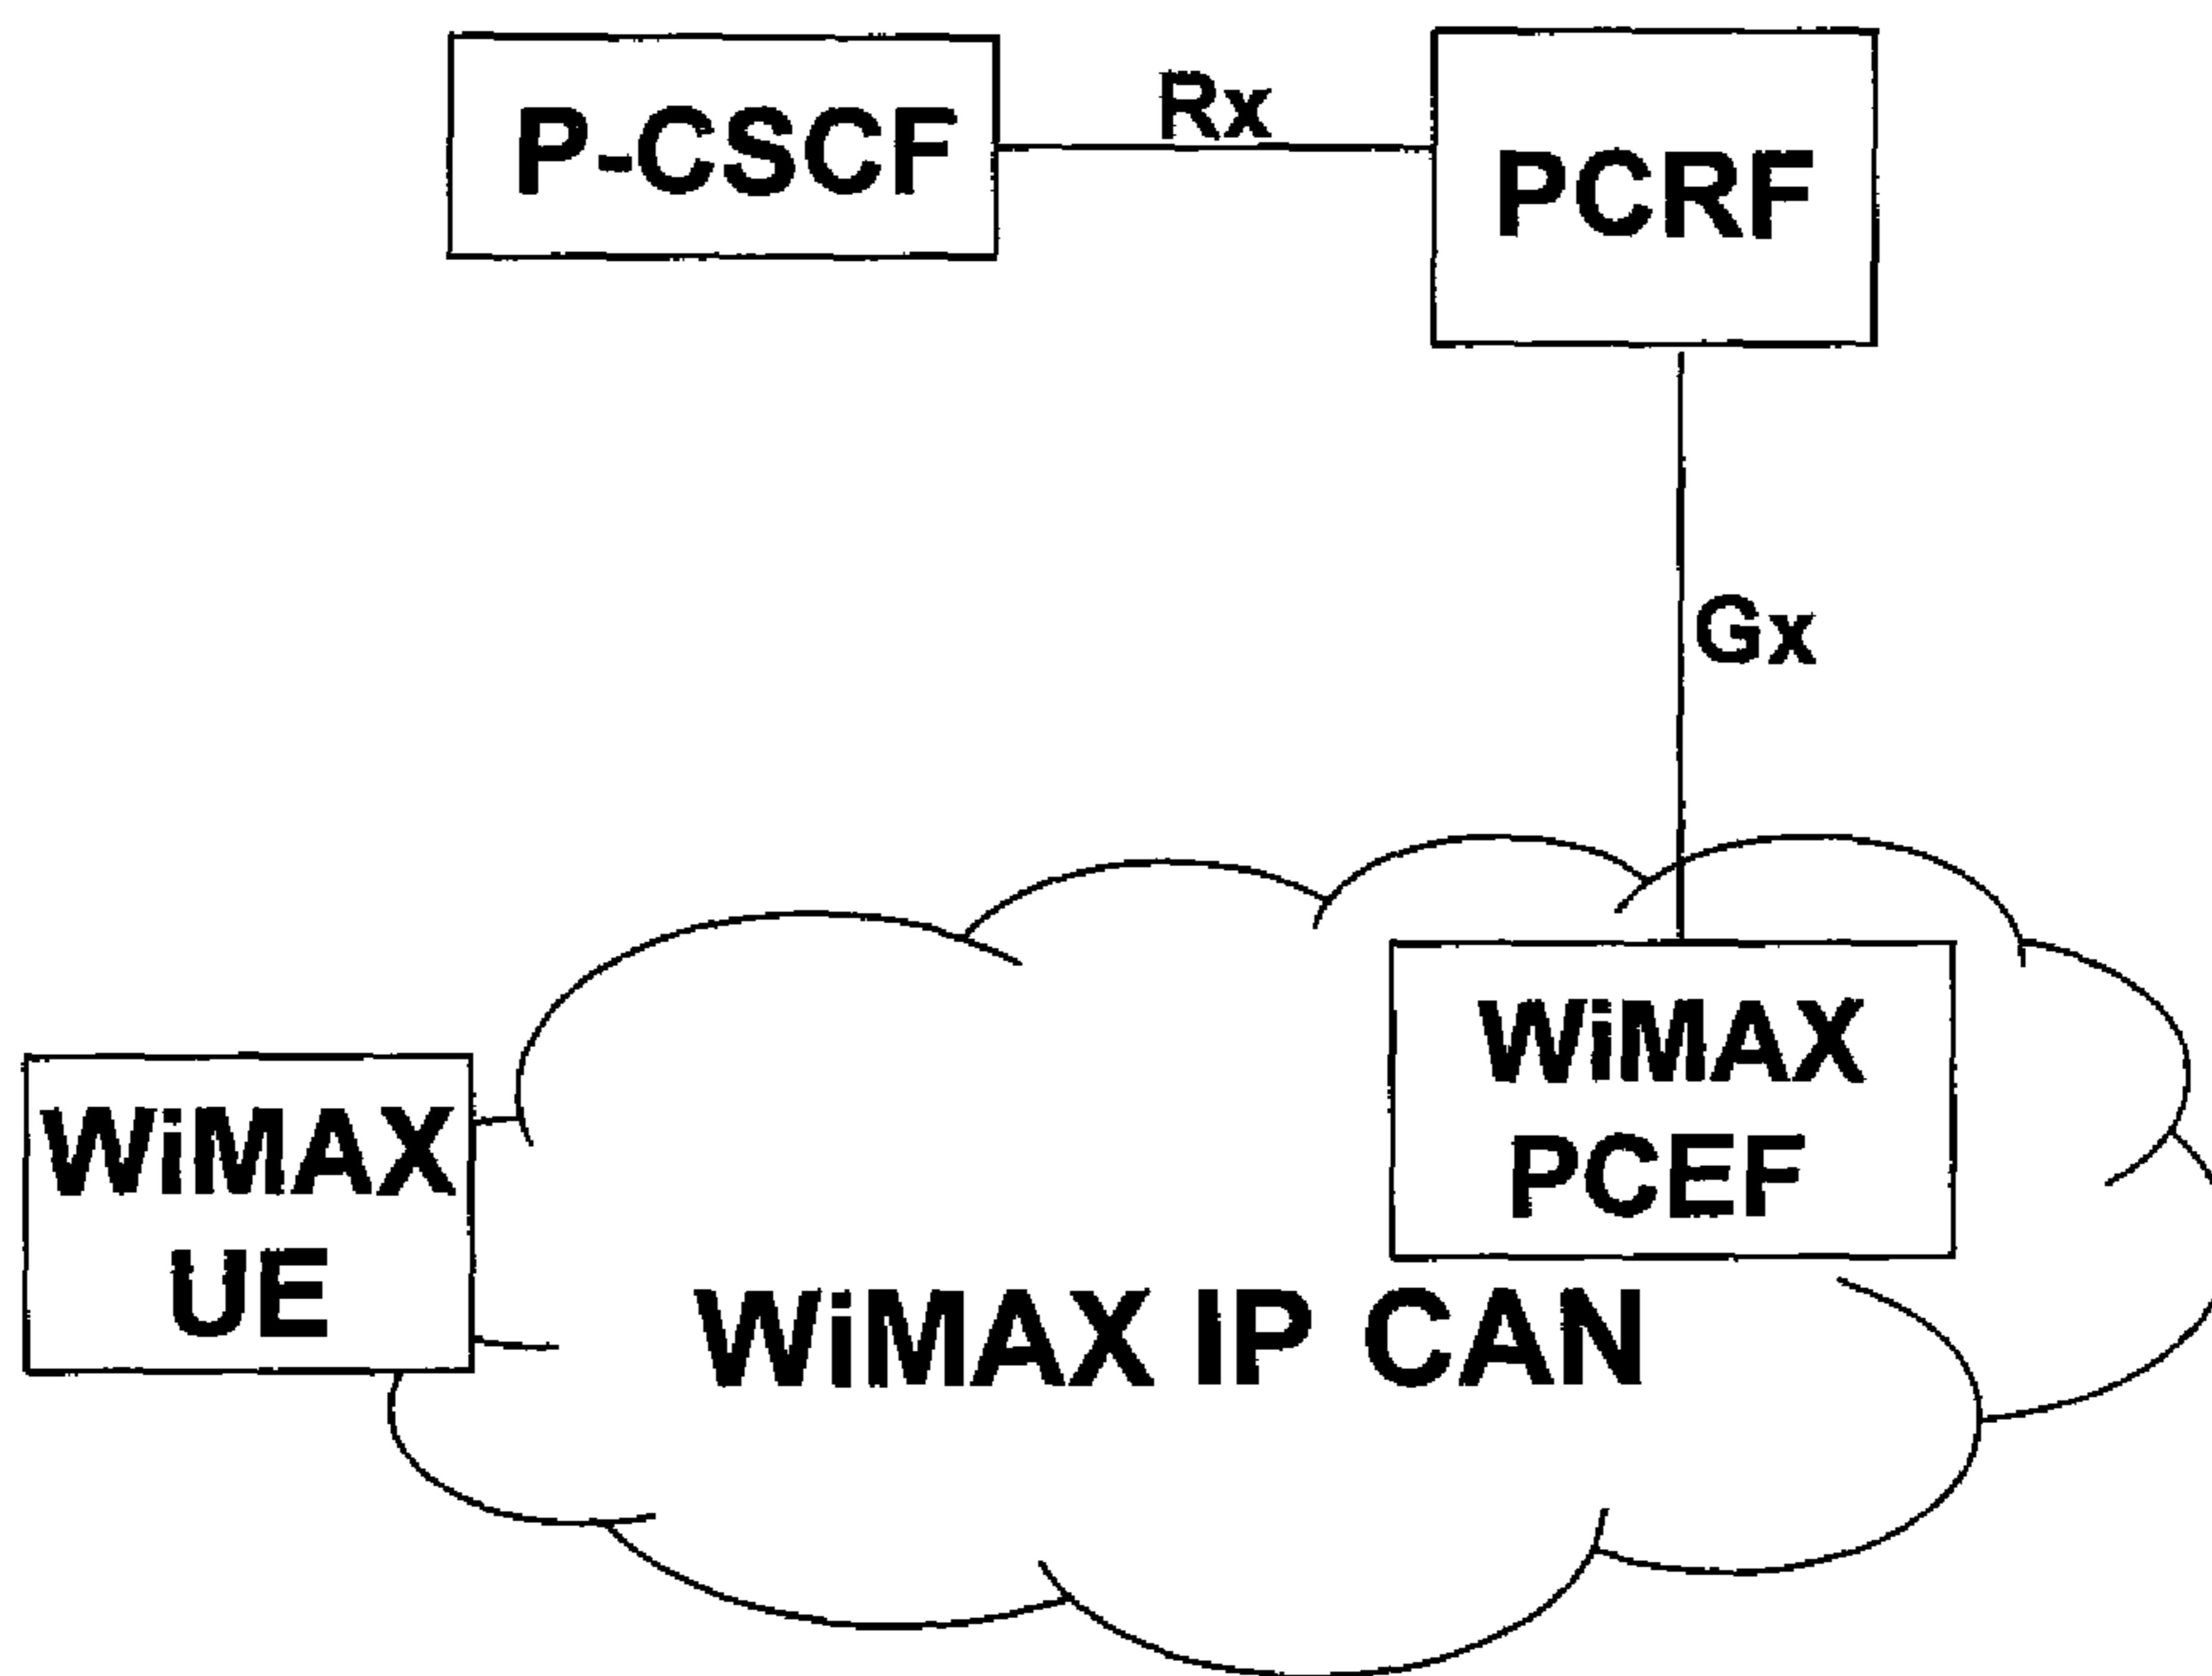 P-CSCF
Rx
PCRF
Gx
WiMAX
PCEF
WiMAX
UE
WiMAX IP CAN